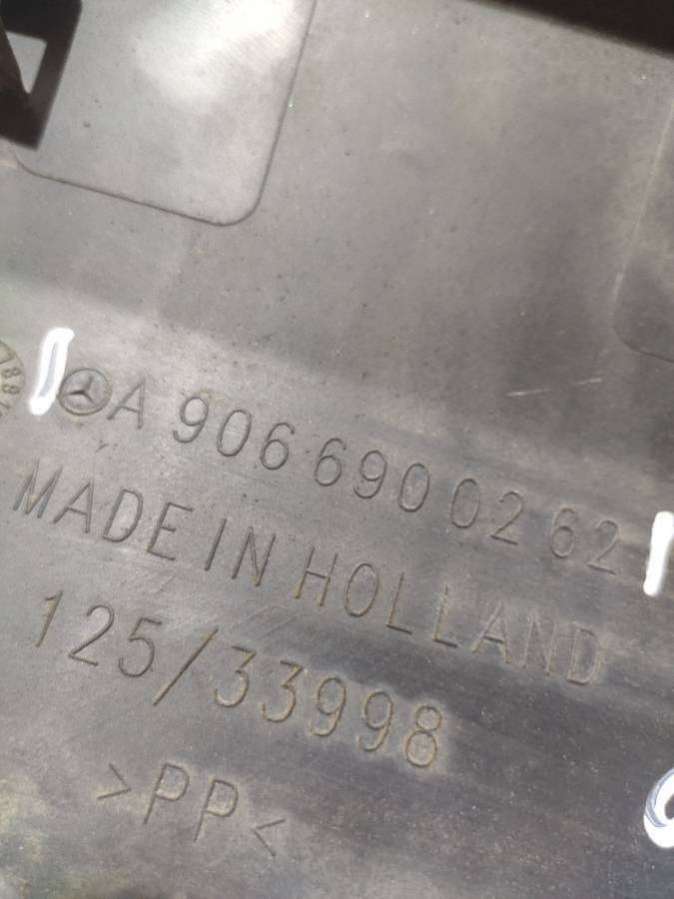 A 906 690 02 62
MADE IN HOLLAND
125/33998
>PP<